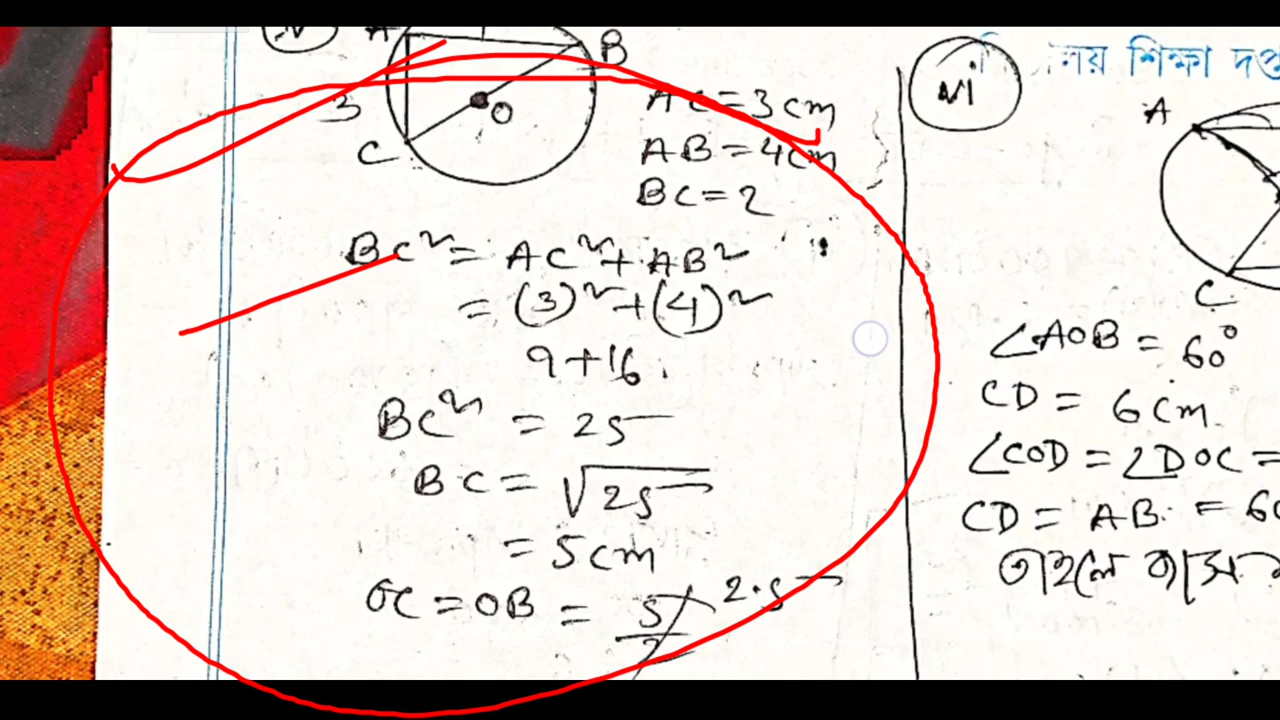 A
B
3
O
C
AC = 3 cm
AB = 4 cm
BC = 2
BC² = AC² + AB²
= (3)² + (4)²
9 + 16
BC² = 25
BC = √25
= 5 cm
OC = OB = 5/2 2.5
শিক্ষা
A
C
∠AOB = 60°
CD = 6 cm
∠COD = ∠DOC =
CD = AB =
তাহলে